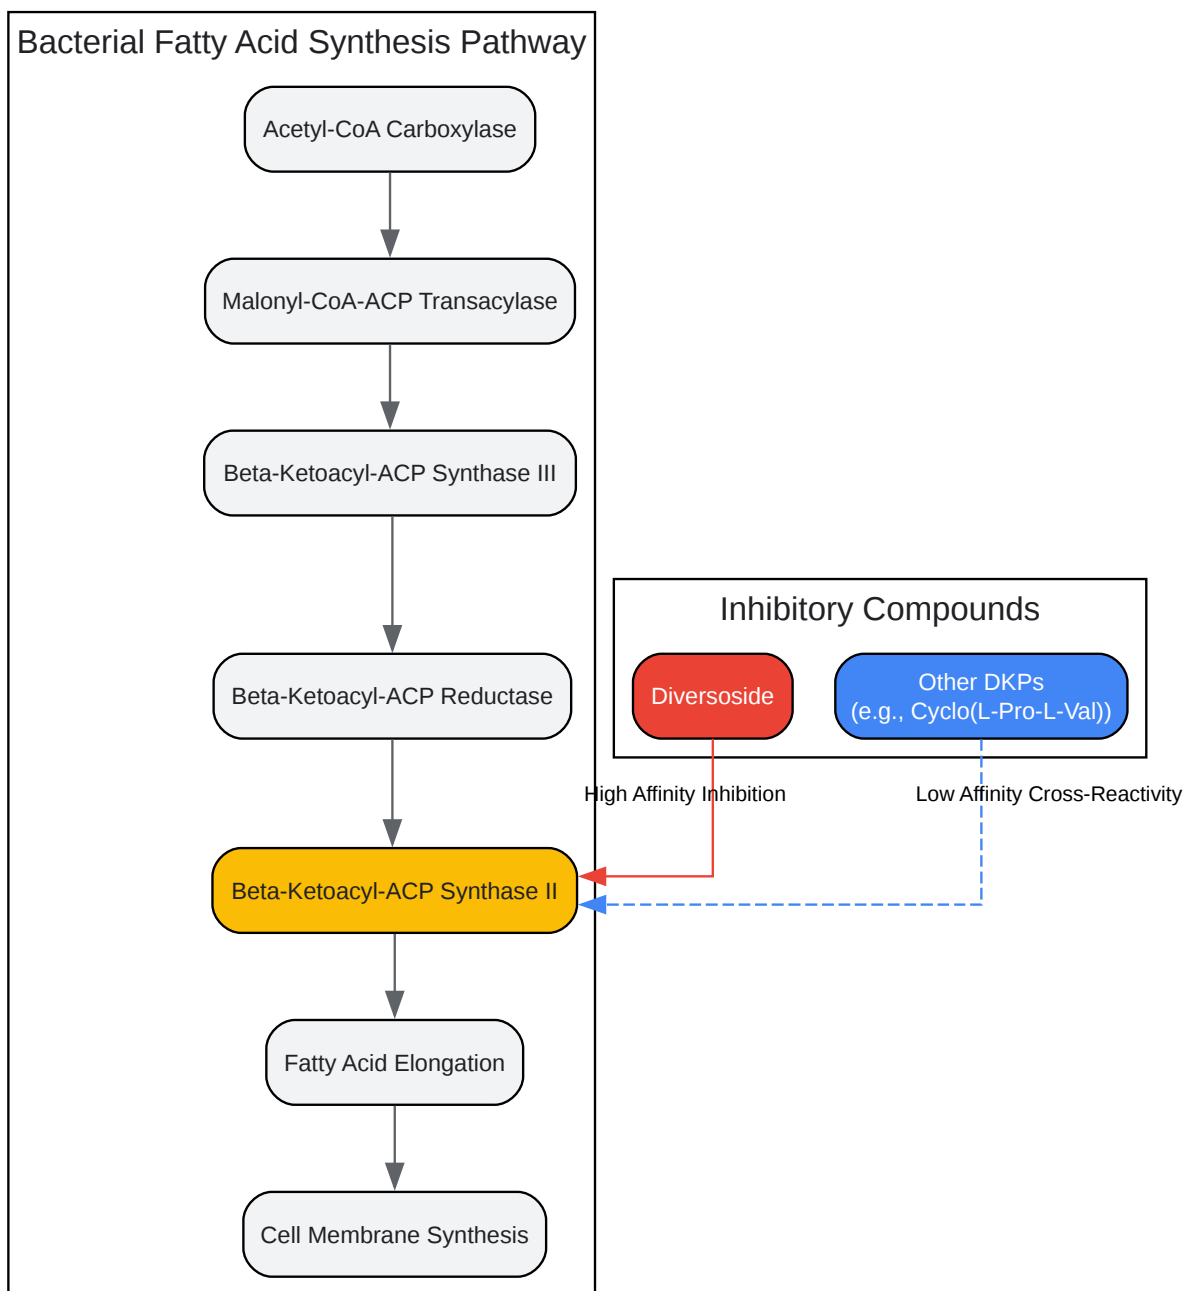 Bacterial Fatty Acid Synthesis Pathway
Acetyl-CoA Carboxylase
Malonyl-CoA-ACP Transacylase
Beta-Ketoacyl-ACP Synthase III
Beta-Ketoacyl-ACP Reductase
Beta-Ketoacyl-ACP Synthase II
Fatty Acid Elongation
Cell Membrane Synthesis
Inhibitory Compounds
Diversoside
Other DKPs
(e.g., Cyclo(L-Pro-L-Val))
High Affinity Inhibition
Low Affinity Cross-Reactivity